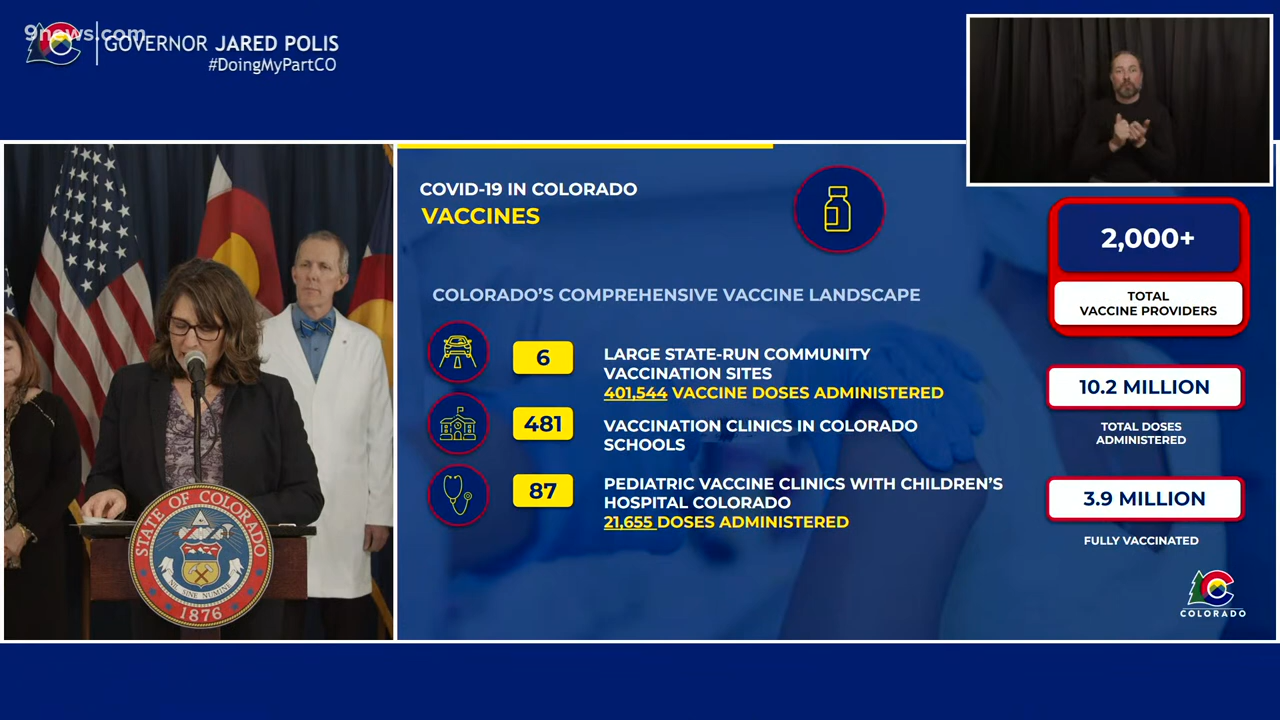 9news.com
GOVERNOR JARED POLIS
#DoingMyPartCO
COVID-19 IN COLORADO
VACCINES
COLORADO'S COMPREHENSIVE VACCINE LANDSCAPE
6
LARGE STATE-RUN COMMUNITY
VACCINATION SITES
401,544 VACCINE DOSES ADMINISTERED
481
VACCINATION CLINICS IN COLORADO
SCHOOLS
87
PEDIATRIC VACCINE CLINICS WITH CHILDREN'S
HOSPITAL COLORADO
21,655 DOSES ADMINISTERED
2,000+
TOTAL
VACCINE PROVIDERS
10.2 MILLION
TOTAL DOSES
ADMINISTERED
3.9 MILLION
FULLY VACCINATED
COLORADO
STATE OF COLORADO
NIL SINE NUMINE
1876